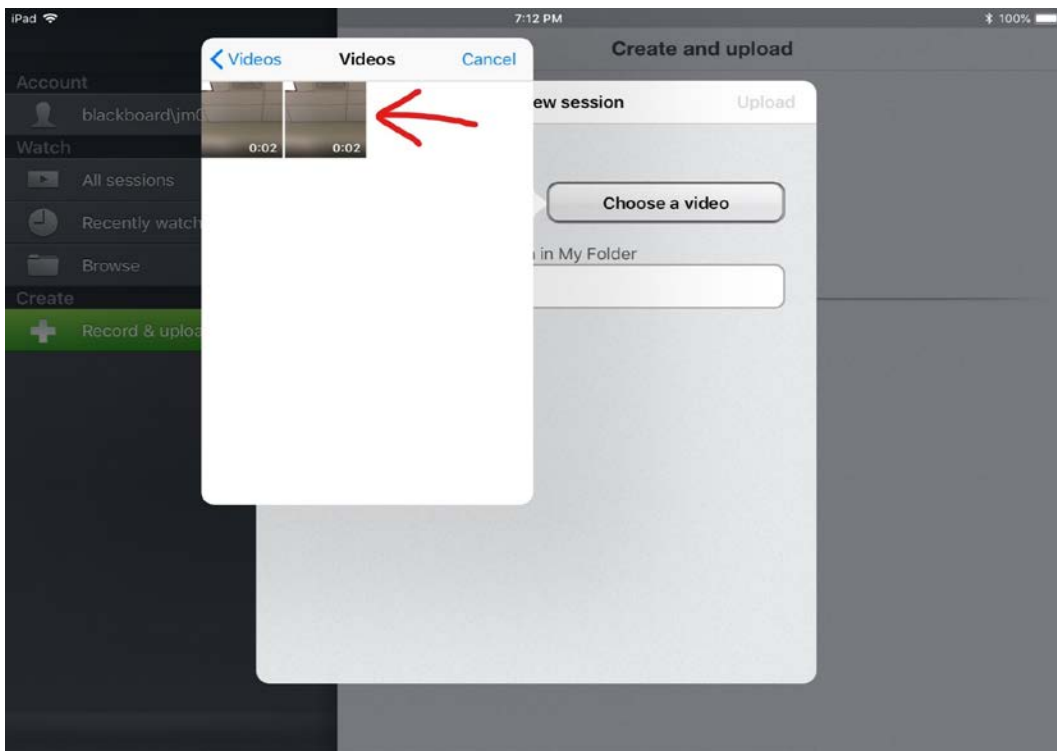 iPad 7:12 PM 100%
Create and upload
Videos Videos Cancel
ew session Upload
Account
blackboard\jm
Watch
0:02 0:02
All sessions
Choose a video
Recently watch
in My Folder
Browse
Create
Record & uploa